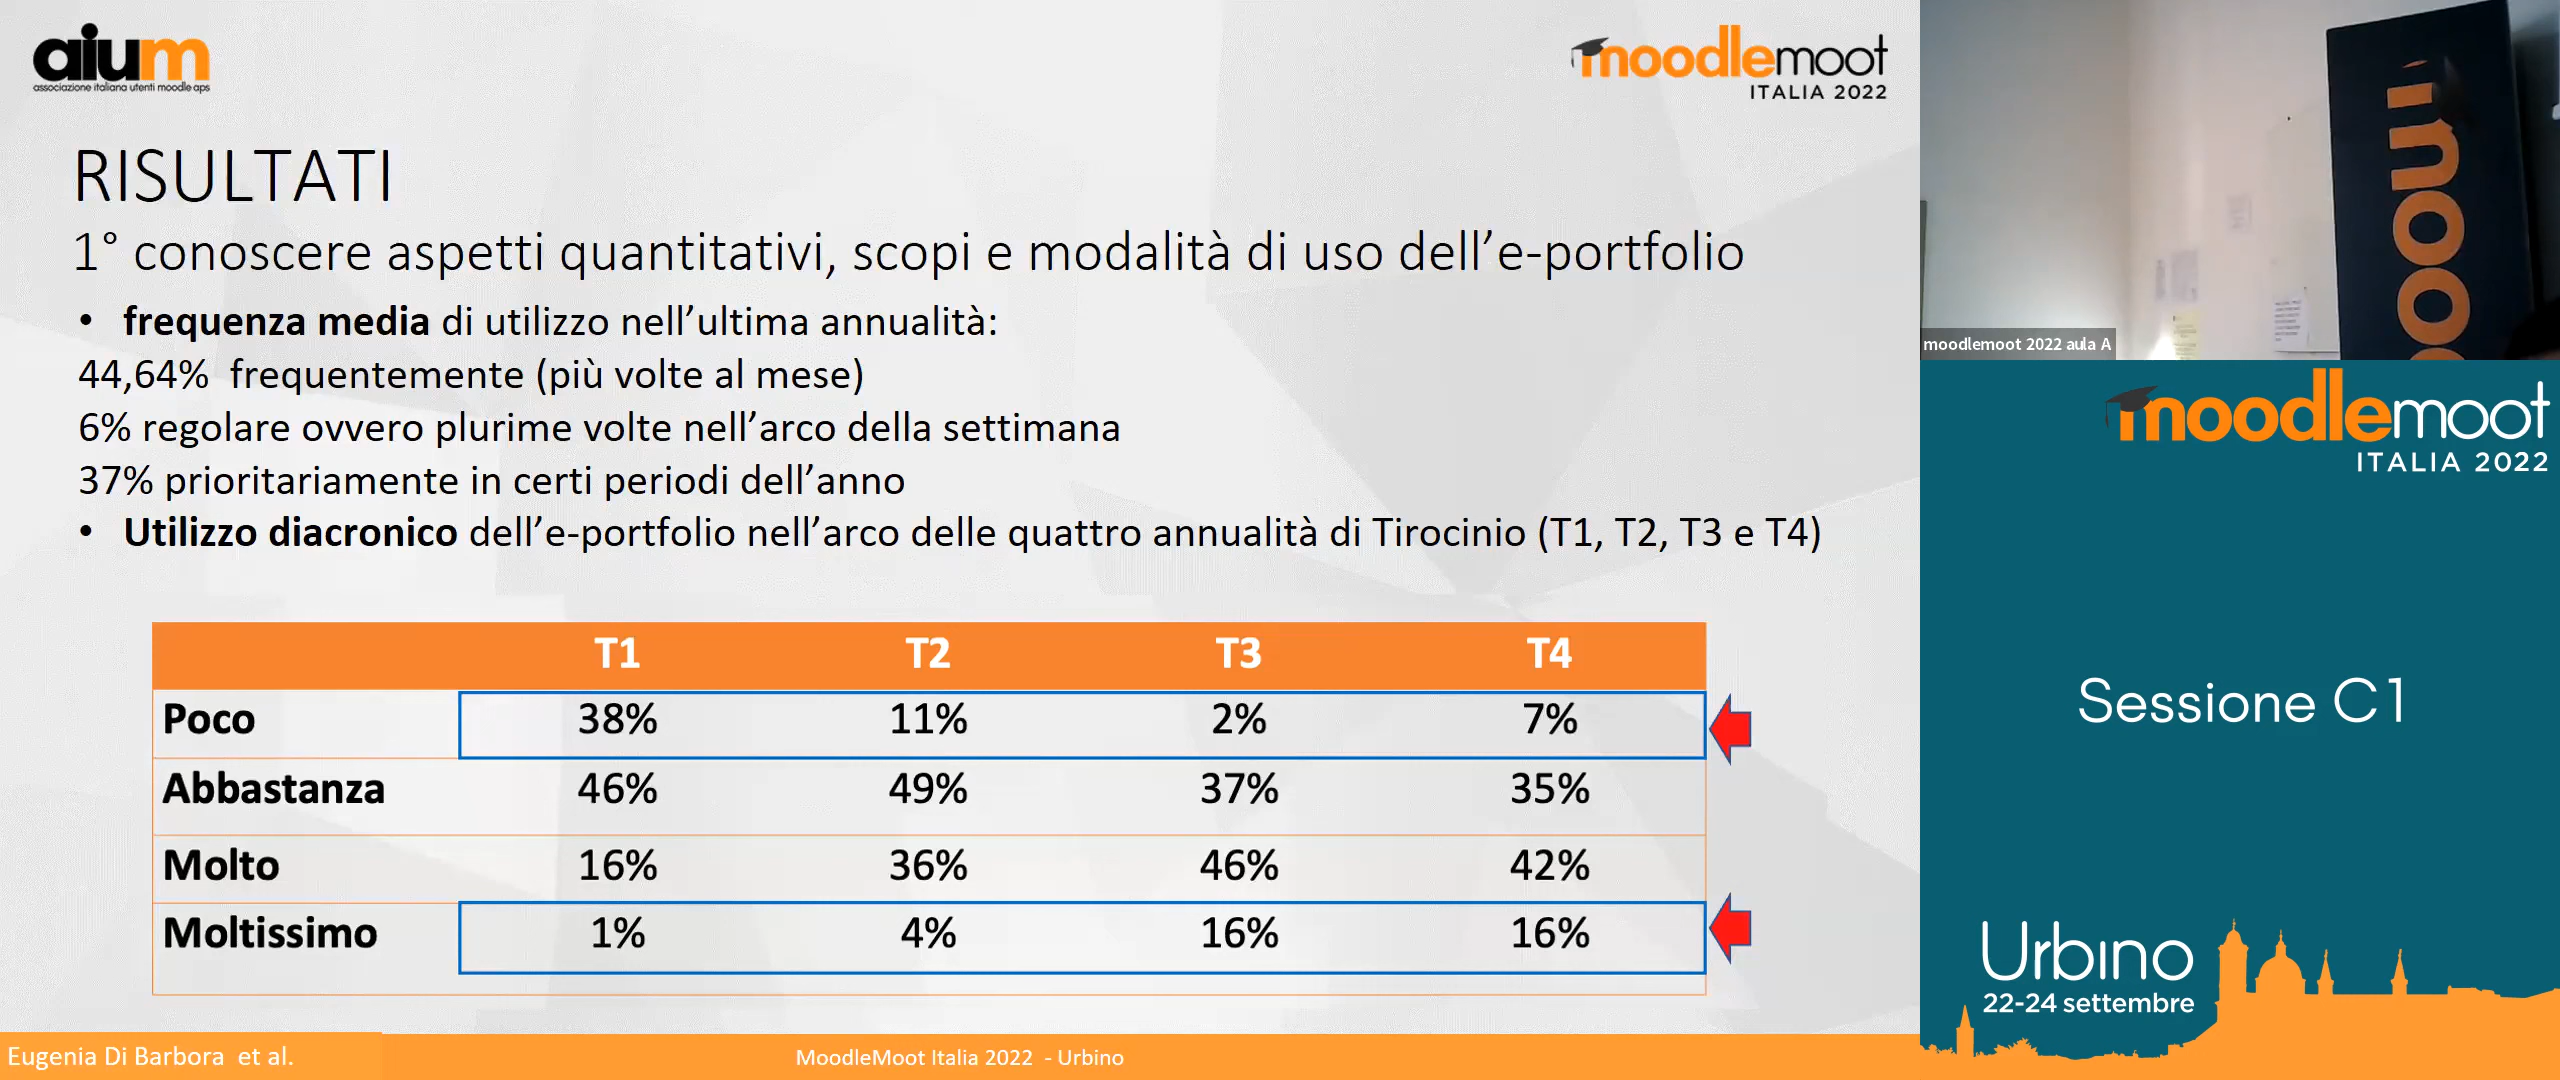 aium
associazione italiana utenti moodle aps
moodlemoot
ITALIA 2022
RISULTATI
1° conoscere aspetti quantitativi, scopi e modalità di uso dell’e-portfolio
• frequenza media di utilizzo nell’ultima annualità:
44,64% frequentemente (più volte al mese)
6% regolare ovvero plurime volte nell’arco della settimana
37% prioritariamente in certi periodi dell’anno
• Utilizzo diacronico dell’e-portfolio nell’arco delle quattro annualità di Tirocinio (T1, T2, T3 e T4)
T1 T2 T3 T4
Poco 38% 11% 2% 7%
Abbastanza 46% 49% 37% 35%
Molto 16% 36% 46% 42%
Moltissimo 1% 4% 16% 16%
Eugenia Di Barbora et al.
MoodleMoot Italia 2022 - Urbino
moodlemoot 2022 aula A
moodlemoot
ITALIA 2022
Sessione C1
Urbino
22-24 settembre